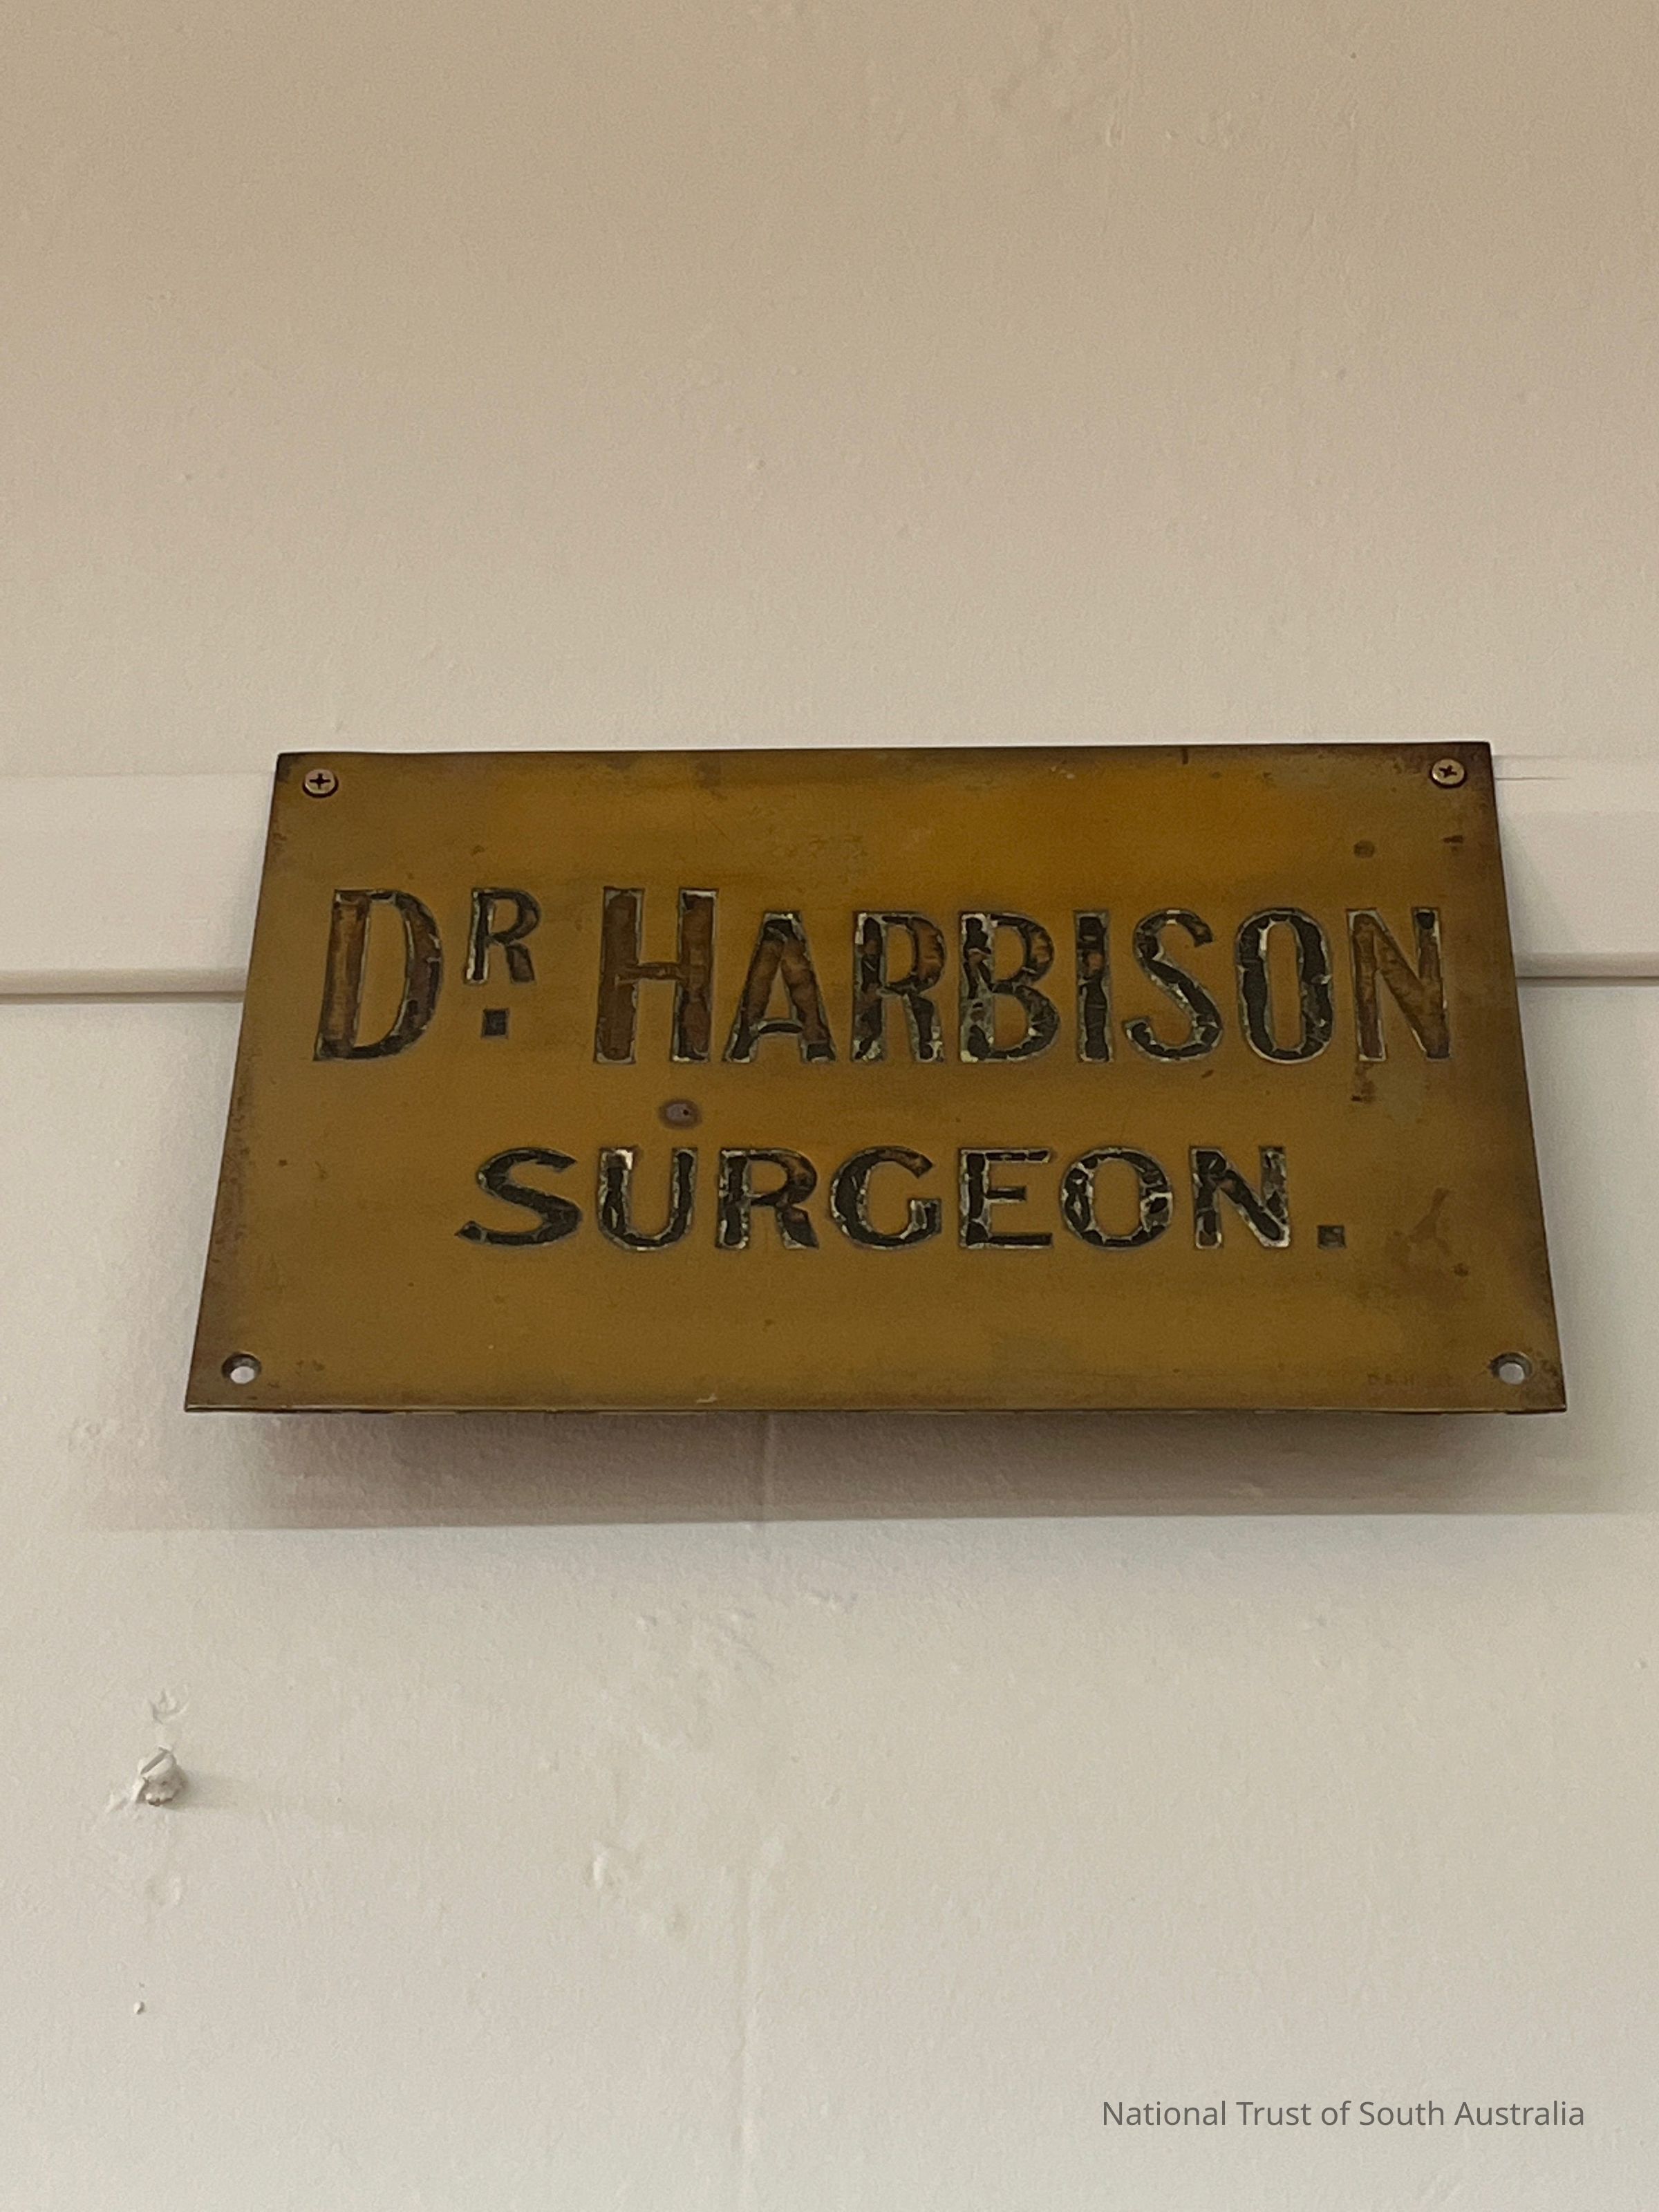 DR. HARBISON
SURGEON.
National Trust of South Australia